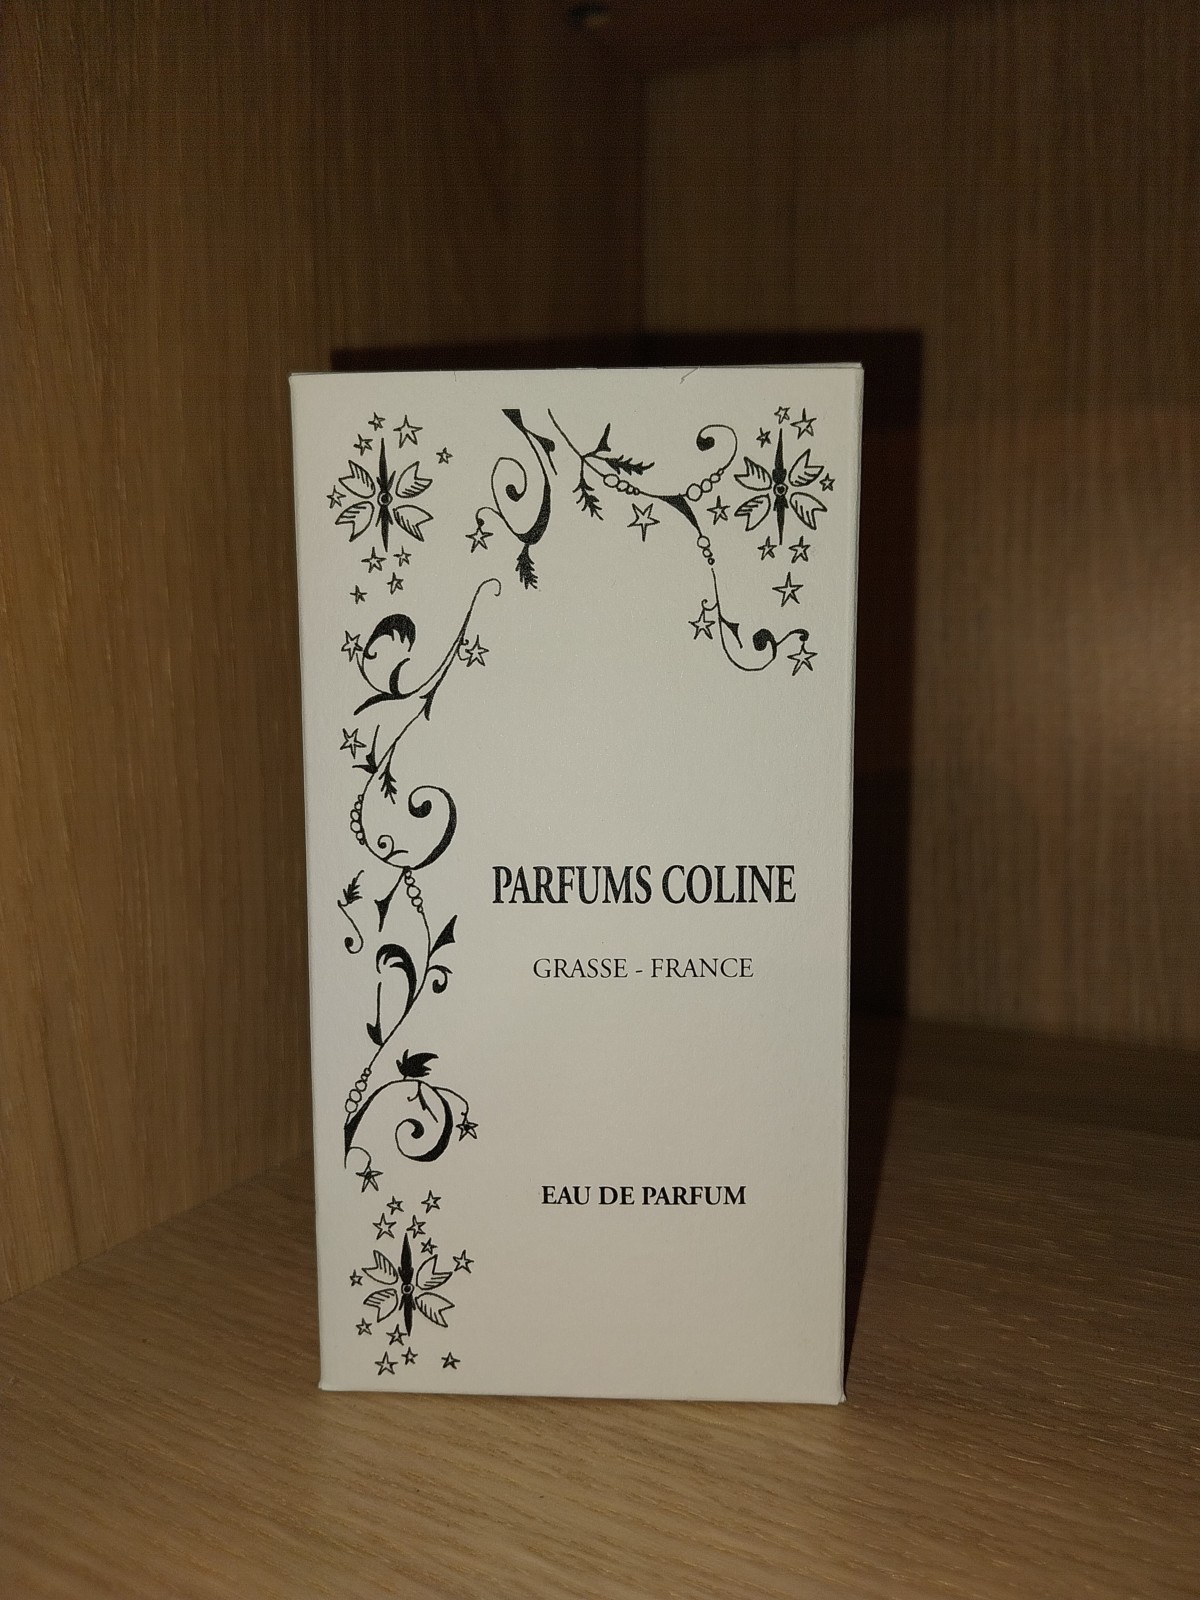 PARFUMS COLINE
GRASSE - FRANCE
EAU DE PARFUM